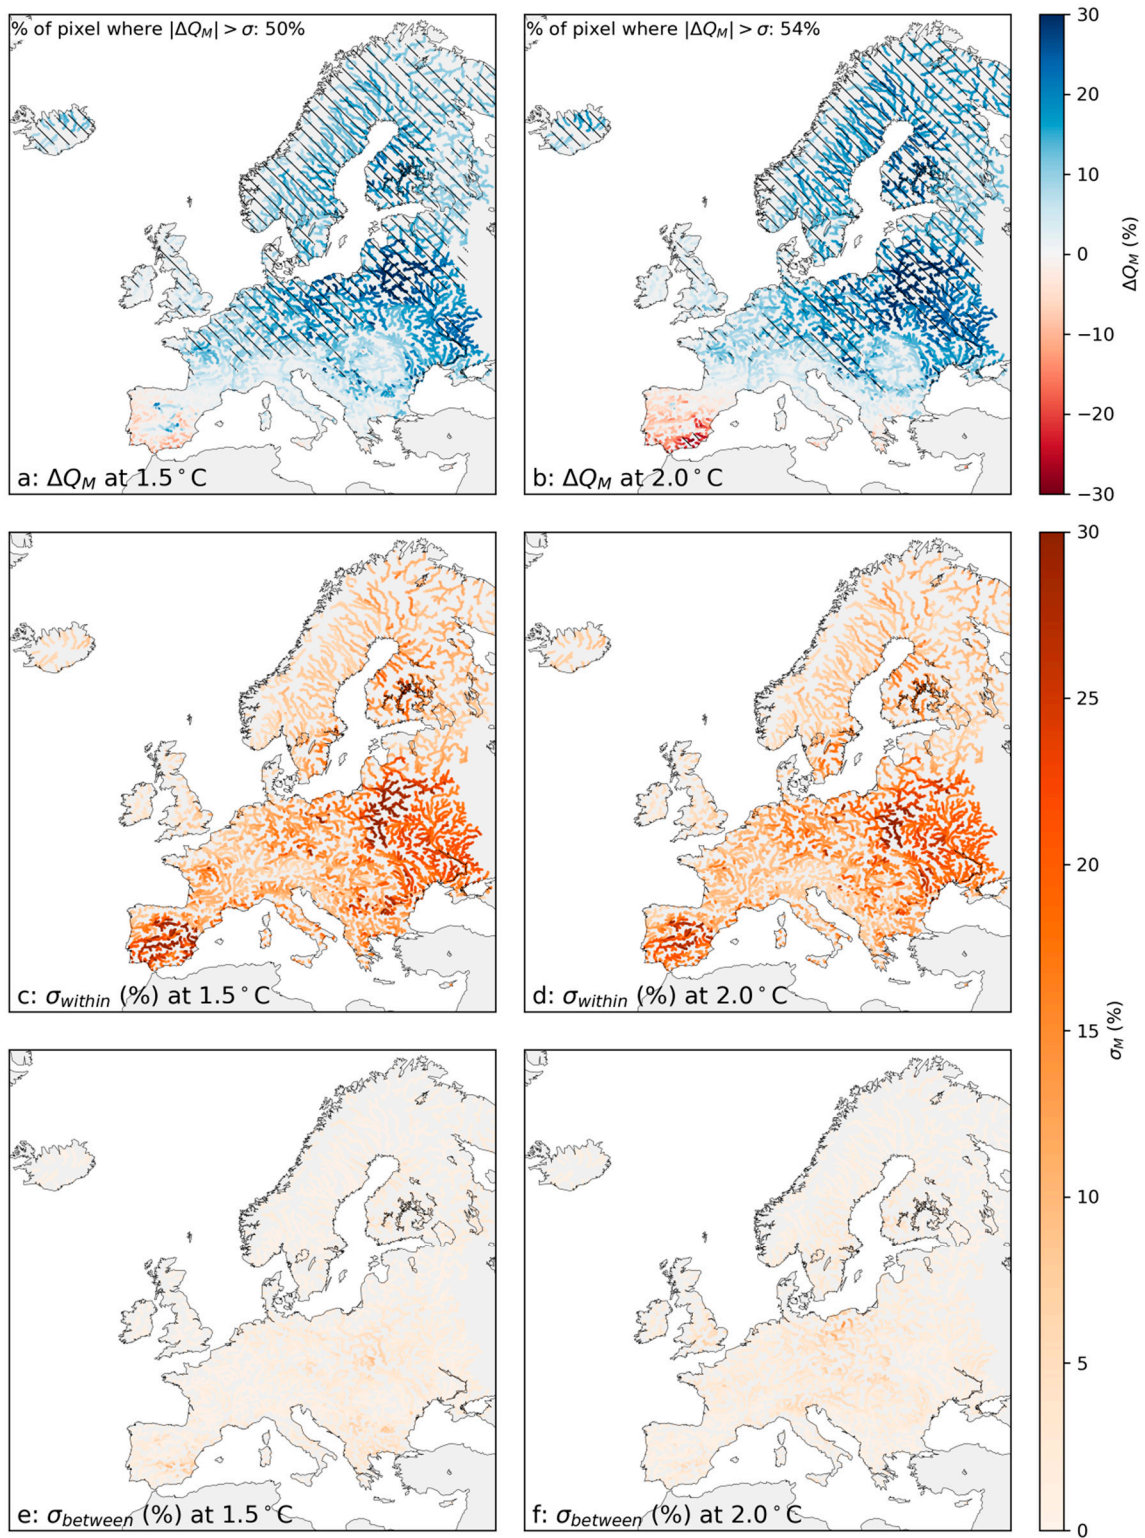 % of pixel where |ΔQ_M| > σ: 50%
% of pixel where |ΔQ_M| > σ: 54%
a: ΔQ_M at 1.5°C
b: ΔQ_M at 2.0°C
30
20
10
0
−10
−20
−30
ΔQ_M (%)
c: σ_within (%) at 1.5°C
d: σ_within (%) at 2.0°C
e: σ_between (%) at 1.5°C
f: σ_between (%) at 2.0°C
30
25
20
15
10
5
0
σ_M (%)